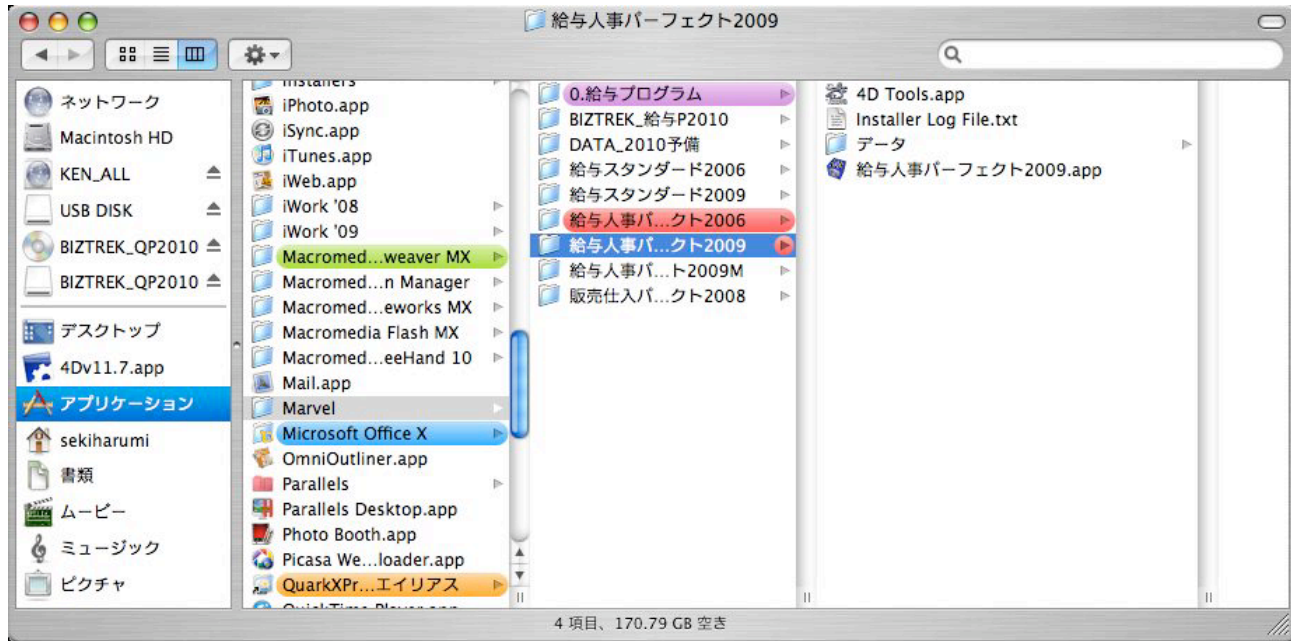 給与人事パーフェクト2009
ネットワーク
Macintosh HD
KEN_ALL
USB DISK
BIZTREK_QP2010
BIZTREK_QP2010
デスクトップ
4Dv11.7.app
アプリケーション
sekiharumi
書類
ムービー
ミュージック
ピクチャ
Installers
iPhoto.app
iSync.app
iTunes.app
iWeb.app
iWork '08
iWork '09
Macromed...weaver MX
Macromed...n Manager
Macromed...eworks MX
Macromedia Flash MX
Macromed...eeHand 10
Mail.app
Marvel
Microsoft Office X
OmniOutliner.app
Parallels
Parallels Desktop.app
Photo Booth.app
Picasa We...loader.app
QuarkXPr...エイリアス
QuickTime Player.app
0.給与プログラム
BIZTREK_給与P2010
DATA_2010予備
給与スタンダード2006
給与スタンダード2009
給与人事パ...クト2006
給与人事パ...クト2009
給与人事パ...ト2009M
販売仕入パ...クト2008
4D Tools.app
Installer Log File.txt
データ
給与人事パーフェクト2009.app
4 項目、170.79 GB 空き